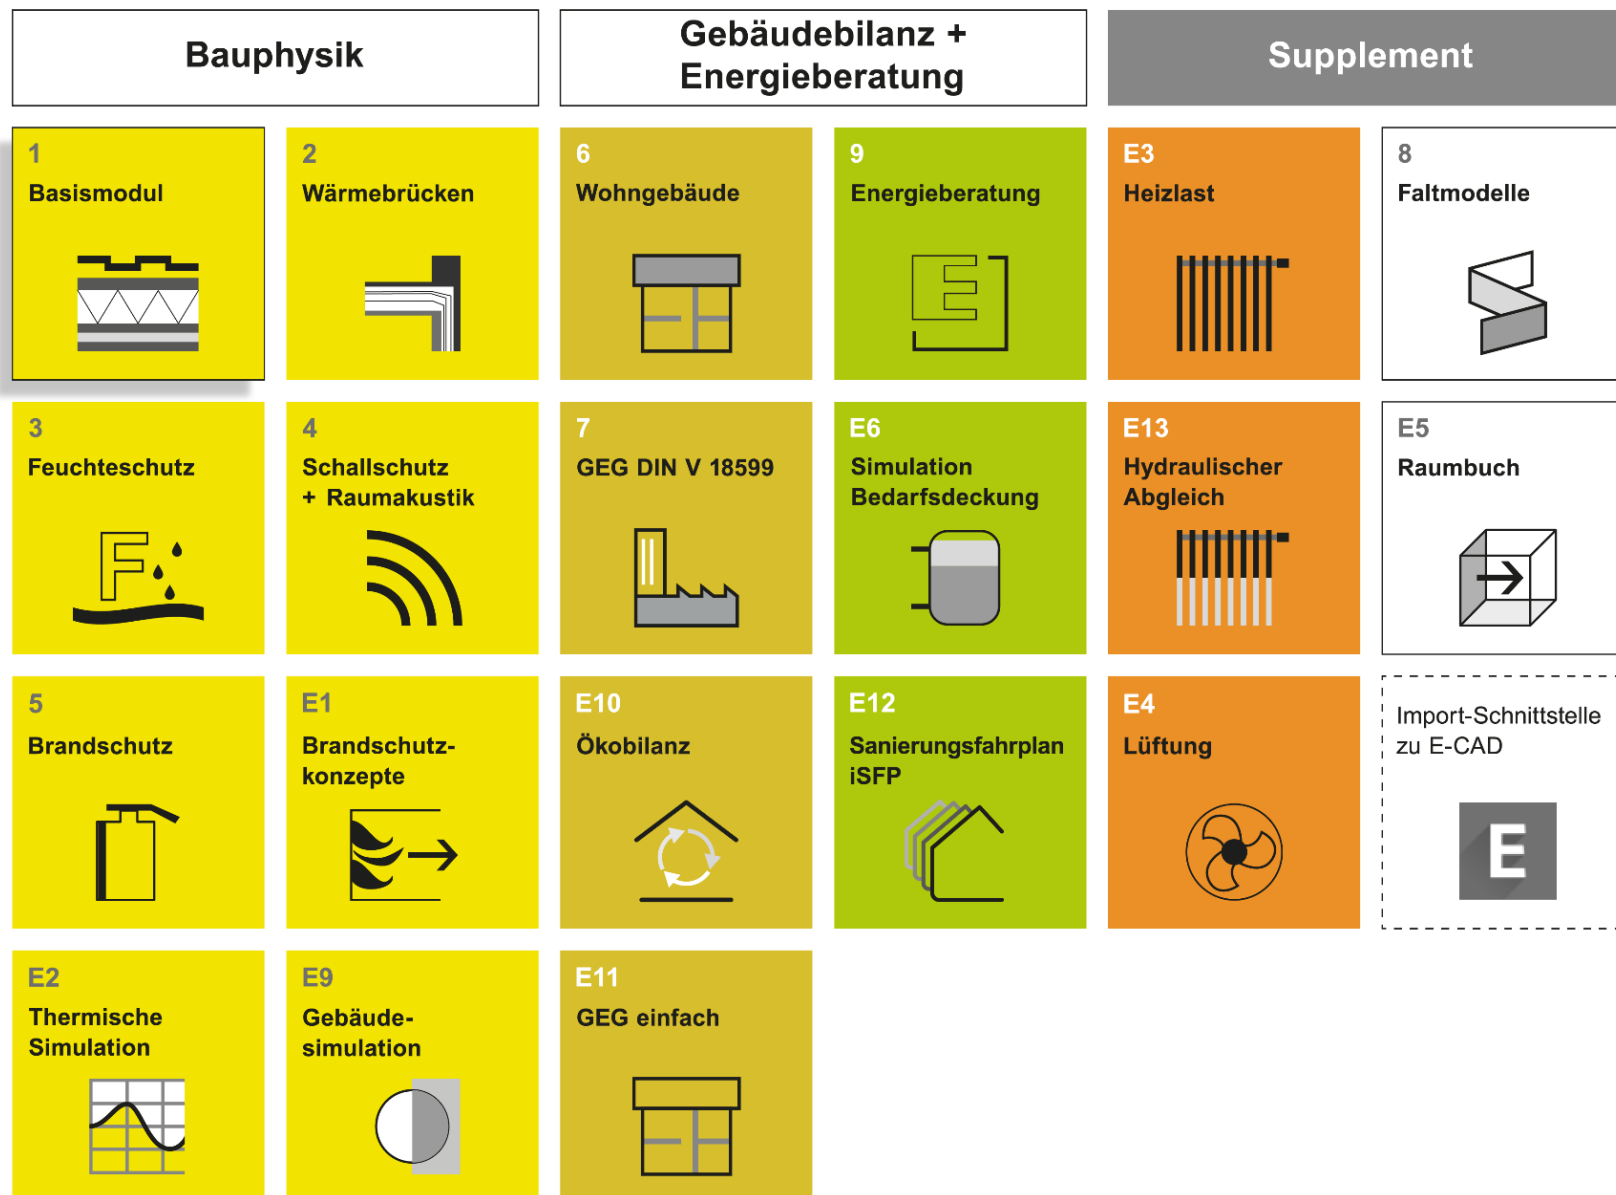 Bauphysik
Gebäudebilanz +
Energieberatung
Supplement
1
Basismodul
2
Wärmebrücken
6
Wohngebäude
9
Energieberatung
E
E3
Heizlast
8
Faltmodelle
3
Feuchteschutz
F
4
Schallschutz
+ Raumakustik
7
GEG DIN V 18599
E6
Simulation
Bedarfsdeckung
E13
Hydraulischer
Abgleich
E5
Raumbuch
5
Brandschutz
E1
Brandschutz-
konzepte
E10
Ökobilanz
E12
Sanierungsfahrplan
iSFP
E4
Lüftung
Import-Schnittstelle
zu E-CAD
E
E2
Thermische
Simulation
E9
Gebäude-
simulation
E11
GEG einfach